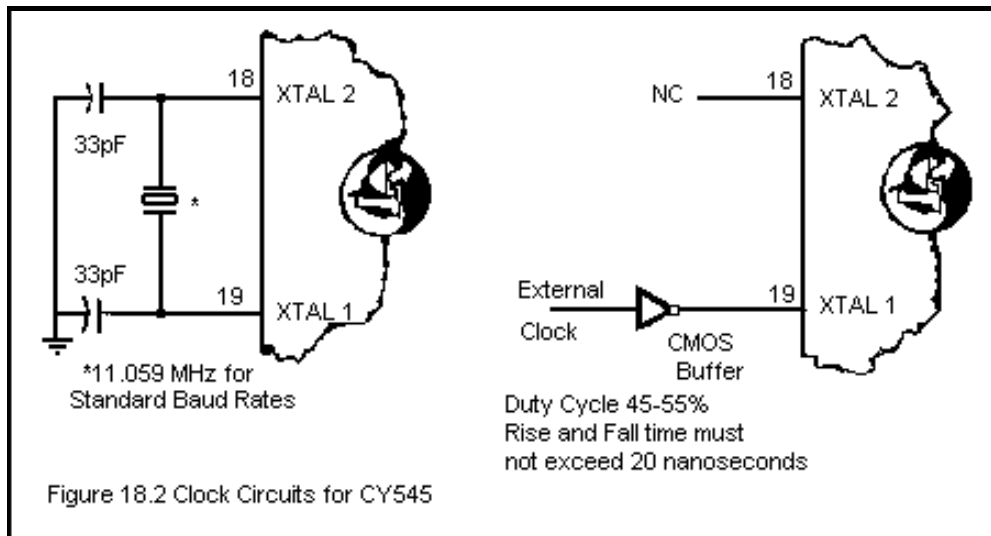 18
XTAL 2
33pF
*
33pF
19
XTAL 1
*11.059 MHz for
Standard Baud Rates
NC
18
XTAL 2
External
Clock
19
XTAL 1
CMOS
Buffer
Duty Cycle 45-55%
Rise and Fall time must
not exceed 20 nanoseconds
Figure 18.2 Clock Circuits for CY545